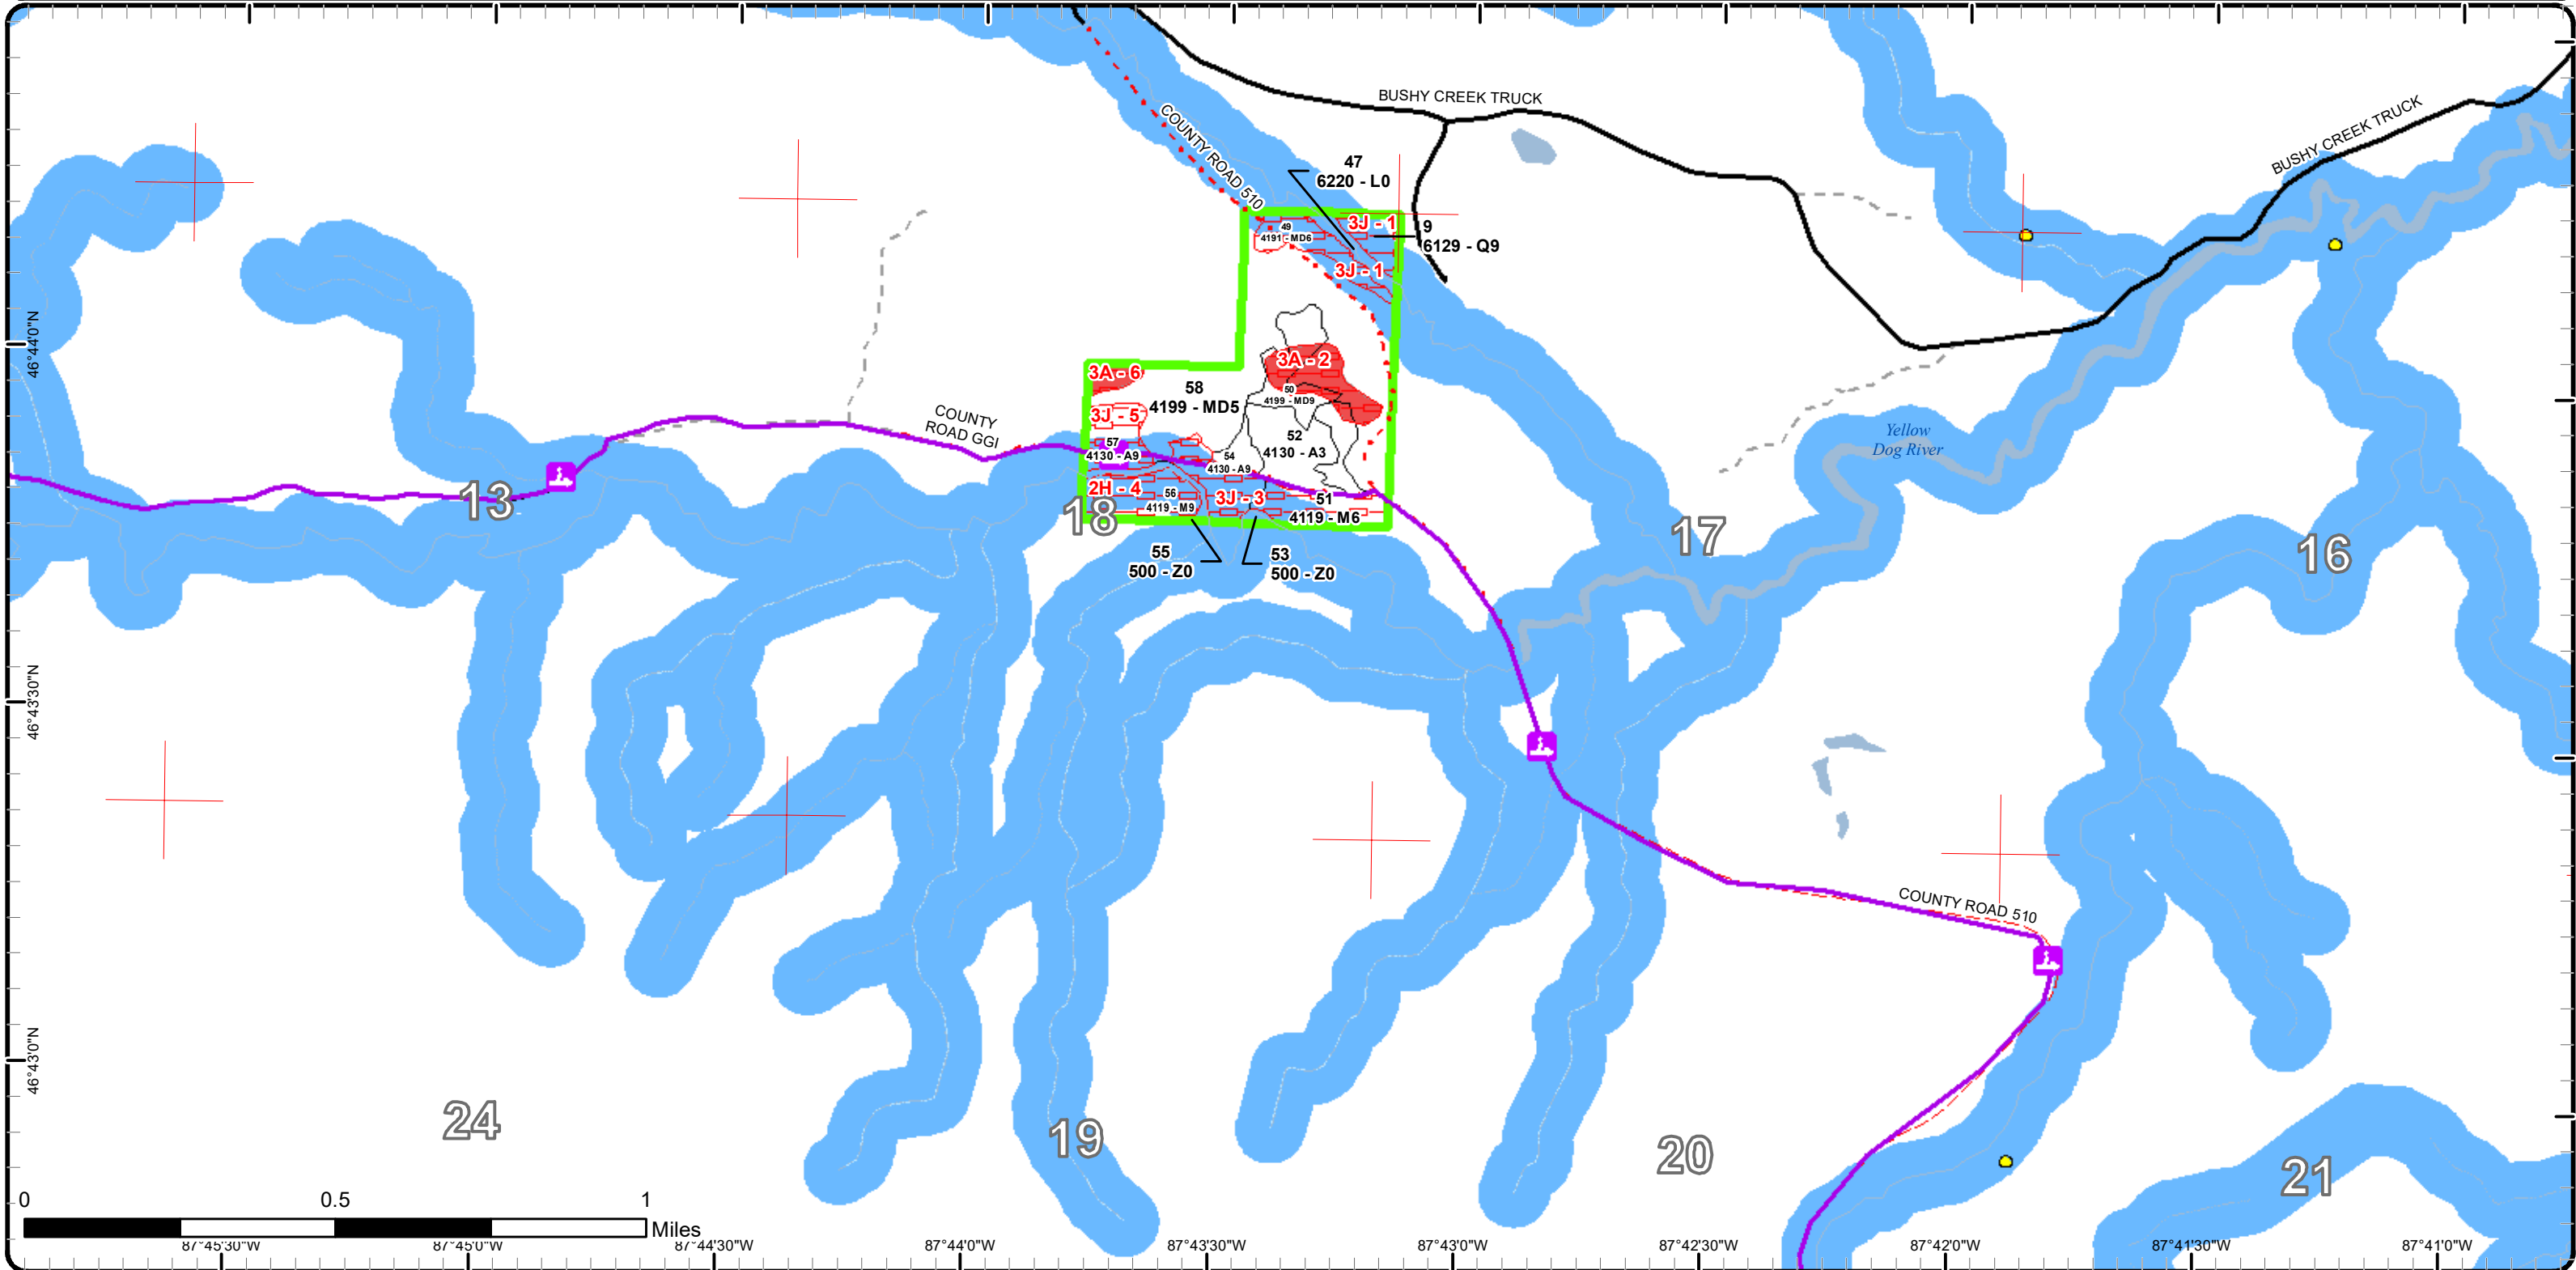 BUSHY CREEK TRUCK
BUSHY CREEK TRUCK
COUNTY ROAD 510
47
6220 - L0
3J - 1
9
6129 - Q9
49
4191 - MD6
3J - 1
46°44'0"N
3A - 6
3A - 2
58
4199 - MD5
50
4199 - MD9
3J - 5
COUNTY
ROAD GGI
57
4130 - A9
54
4130 - A9
52
4130 - A3
Yellow
Dog River
2H - 4
56
4119 - M9
3J - 3
51
4119 - M6
13
18
17
16
55
500 - Z0
53
500 - Z0
46°43'30"N
COUNTY ROAD 510
46°43'0"N
24
19
20
21
0
0.5
1
Miles
87°45'30"W
87°45'0"W
87°44'30"W
87°44'0"W
87°43'30"W
87°43'0"W
87°42'30"W
87°42'0"W
87°41'30"W
87°41'0"W